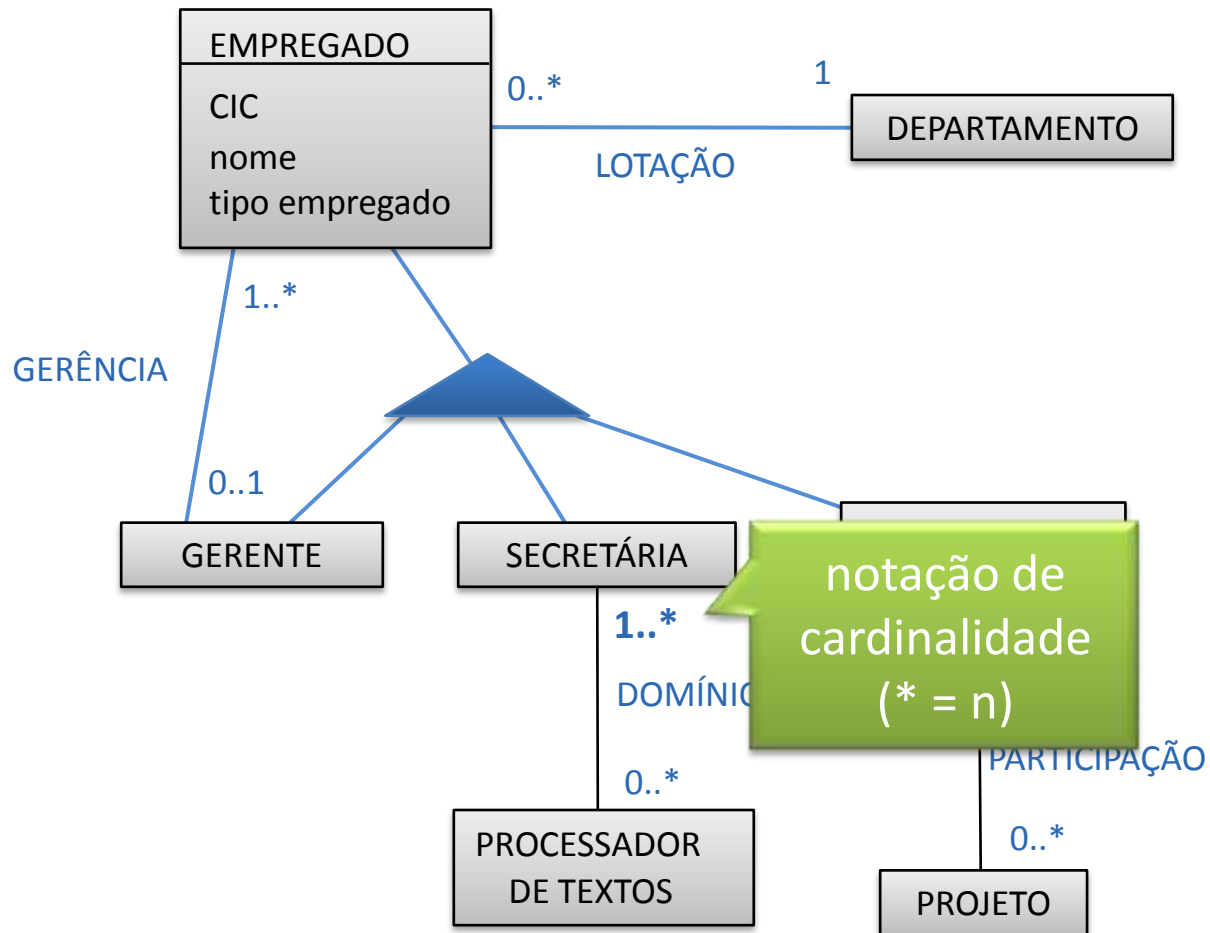 EMPREGADO
CIC
nome
tipo empregado
0..*
1
LOTAÇÃO
DEPARTAMENTO
1..*
GERÊNCIA
0..1
GERENTE
SECRETÁRIA
notação de
cardinalidade
(* = n)
1..*
PARTICIPAÇÃO
0..*
0..*
PROCESSADOR
DE TEXTOS
PROJETO